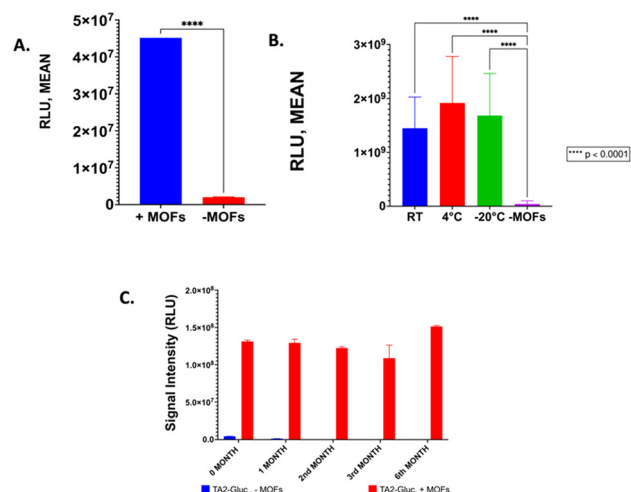 A.
RLU, MEAN
5×10⁷
4×10⁷
3×10⁷
2×10⁷
1×10⁷
0
****
+ MOFs -MOFs
B.
RLU, MEAN
3×10⁹
2×10⁹
1×10⁹
0
****
****
****
RT 4°C -20°C -MOFs
**** p < 0.0001
C.
Signal Intensity (RLU)
2.0×10⁸
1.5×10⁸
1.0×10⁸
5.0×10⁷
0.0
0 MONTH 1 MONTH 2nd MONTH 3rd MONTH 6th MONTH
TA2-Gluc , - MOFs TA2-Gluc, + MOFs